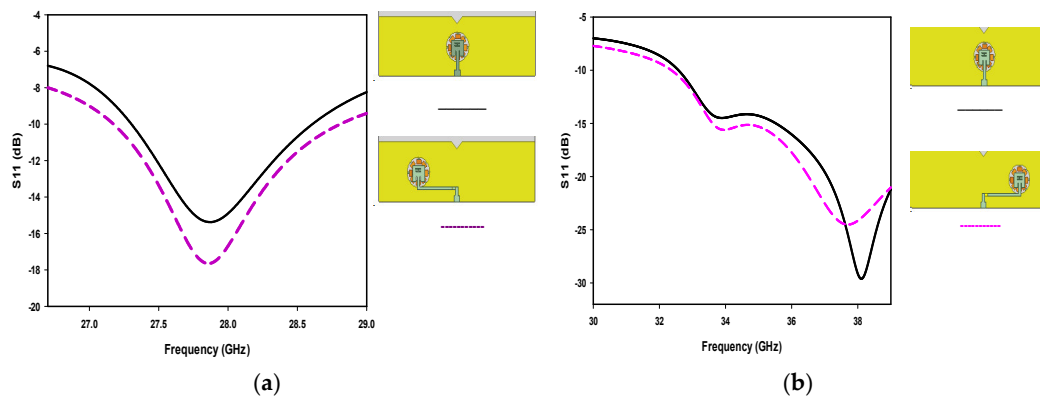 -4
-6
-8
-10
-12
-14
-16
-18
-20
S11 (dB)
27.0 27.5 28.0 28.5 29.0
Frequency (GHz)
(a)
-5
-10
-15
-20
-25
-30
S11 (dB)
30 32 34 36 38
Frequency (GHz)
(b)